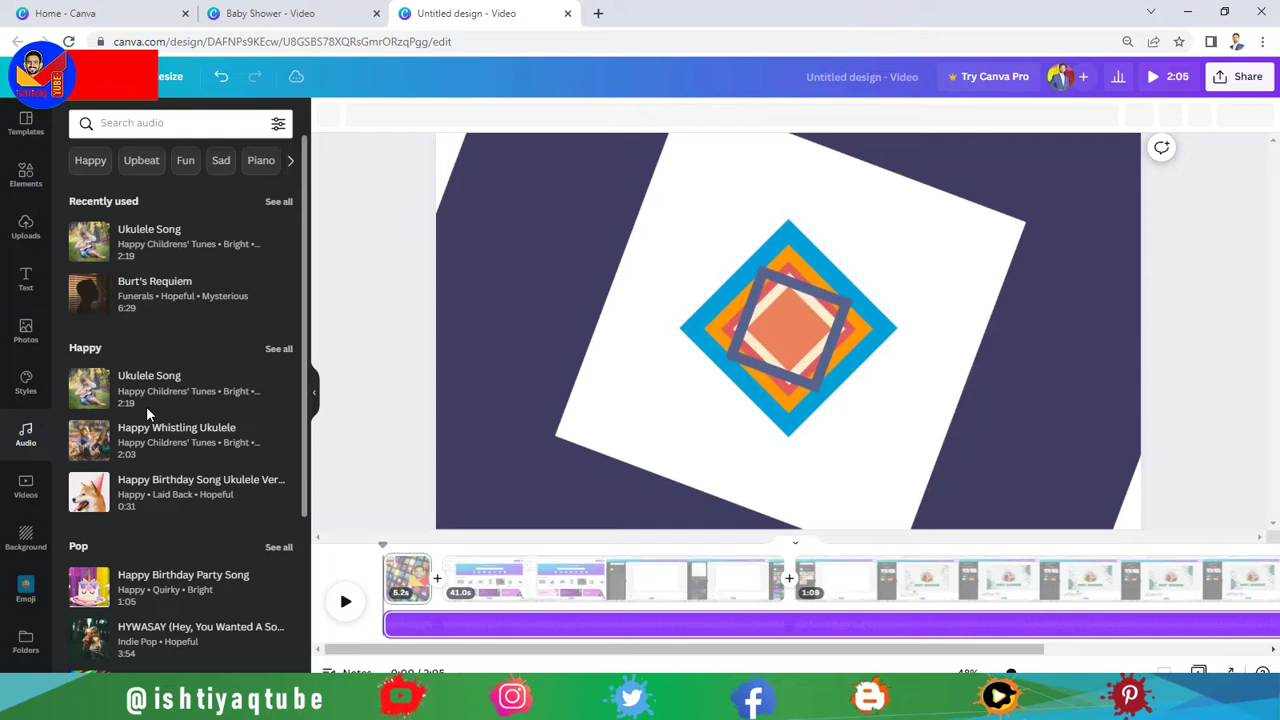 Home - Canva
Baby Shower - Video
Untitled design - Video
canva.com/design/DAFNPs9KEcw/U8GSBS78XQRsGmrORzqPgg/edit
esize
Untitled design - Video
Try Canva Pro
2:05
Share
Templates
Elements
Uploads
Text
Photos
Styles
Audio
Videos
Background
Emoji
Folders
Search audio
Happy
Upbeat
Fun
Sad
Piano
Recently used
See all
Ukulele Song
Happy Childrens' Tunes • Bright •...
2:19
Burt's Requiem
Funerals • Hopeful • Mysterious
6:29
Happy
See all
Ukulele Song
Happy Childrens' Tunes • Bright •...
2:19
Happy Whistling Ukulele
Happy Childrens' Tunes • Bright •...
2:03
Happy Birthday Song Ukulele Ver...
Happy • Laid Back • Hopeful
0:31
Pop
See all
Happy Birthday Party Song
Happy • Quirky • Bright
1:05
HYWASAY (Hey, You Wanted A So...
Indie Pop • Hopeful
3:54
5.2s
41.0s
1:09
Notes
0:00 / 2:05
48%
@ishtiyaqtube